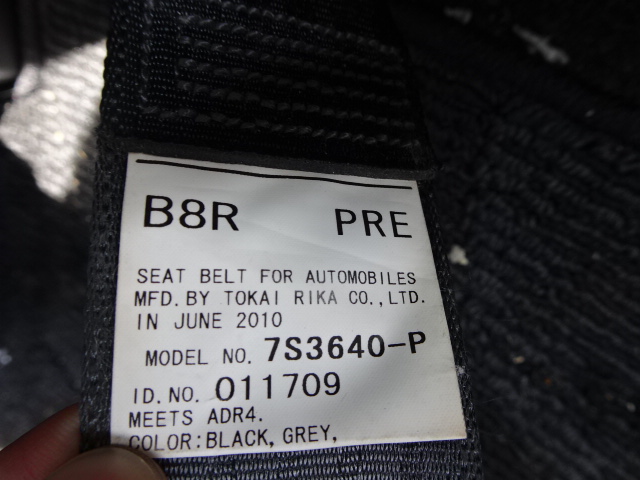 B8R PRE
SEAT BELT FOR AUTOMOBILES
MFD. BY TOKAI RIKA CO., LTD.
IN JUNE 2010
MODEL NO. 7S3640-P
ID. NO. 011709
MEETS ADR4.
COLOR:BLACK, GREY,